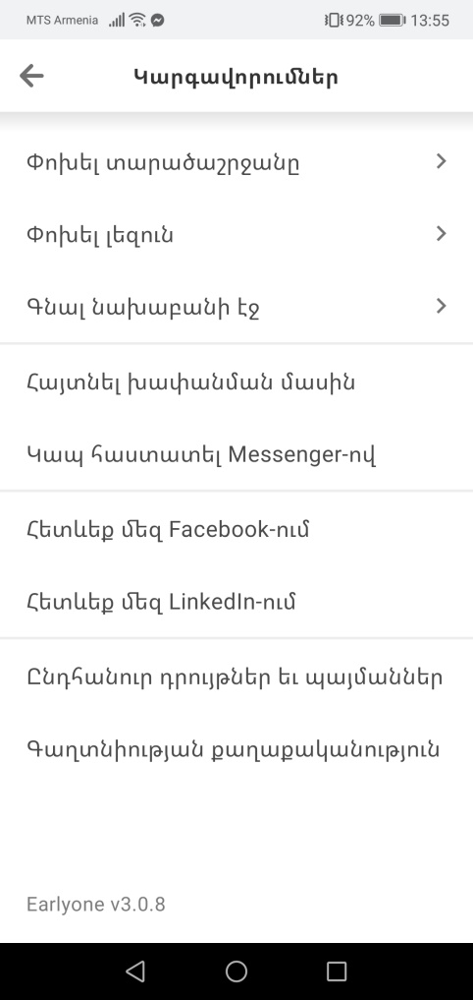 MTS Armenia 92% 13:55
Կարգավորումներ
Փոխել տարածաշրջանը
Փոխել լեզուն
Գնալ նախաբանի էջ
Հայտնել խափանման մասին
Կապ հաստատել Messenger-ով
Հետևեք մեզ Facebook-ում
Հետևեք մեզ LinkedIn-ում
Ընդհանուր դրույթներ եւ պայմաններ
Գաղտնիության քաղաքականություն
Earlyone v3.0.8